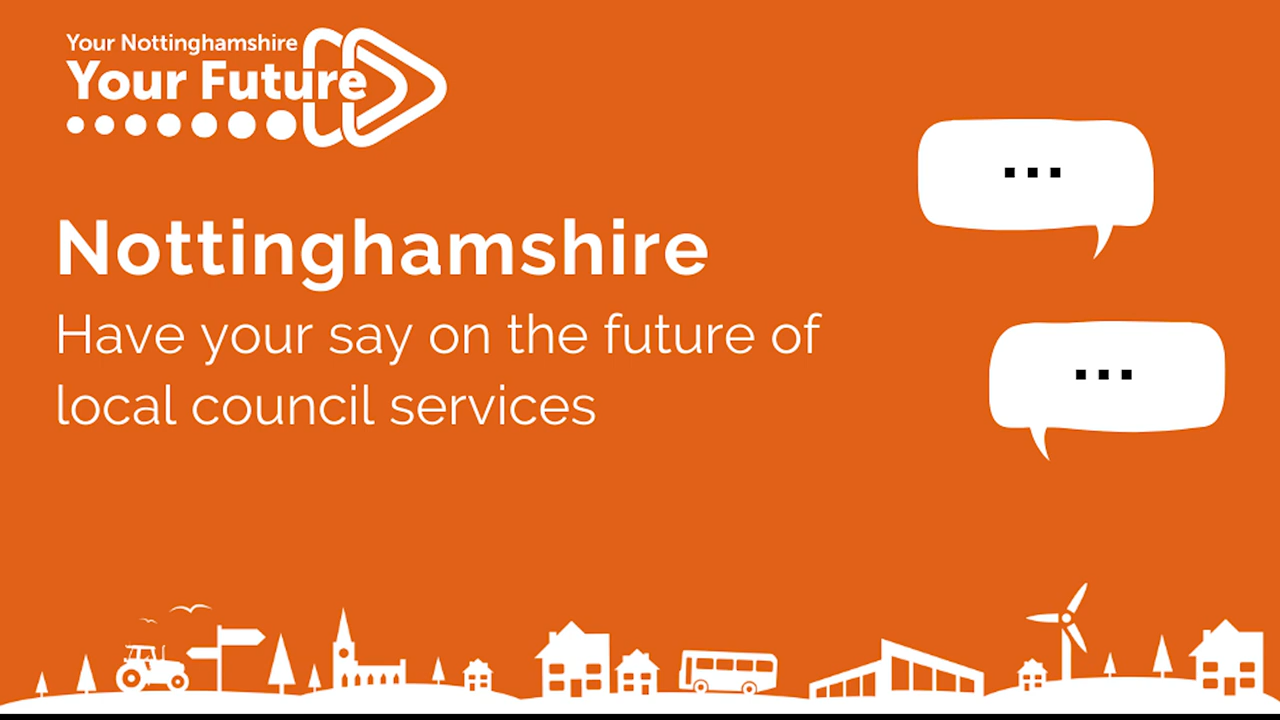 Your Nottinghamshire
Your Future
Nottinghamshire
Have your say on the future of
local council services
...
...